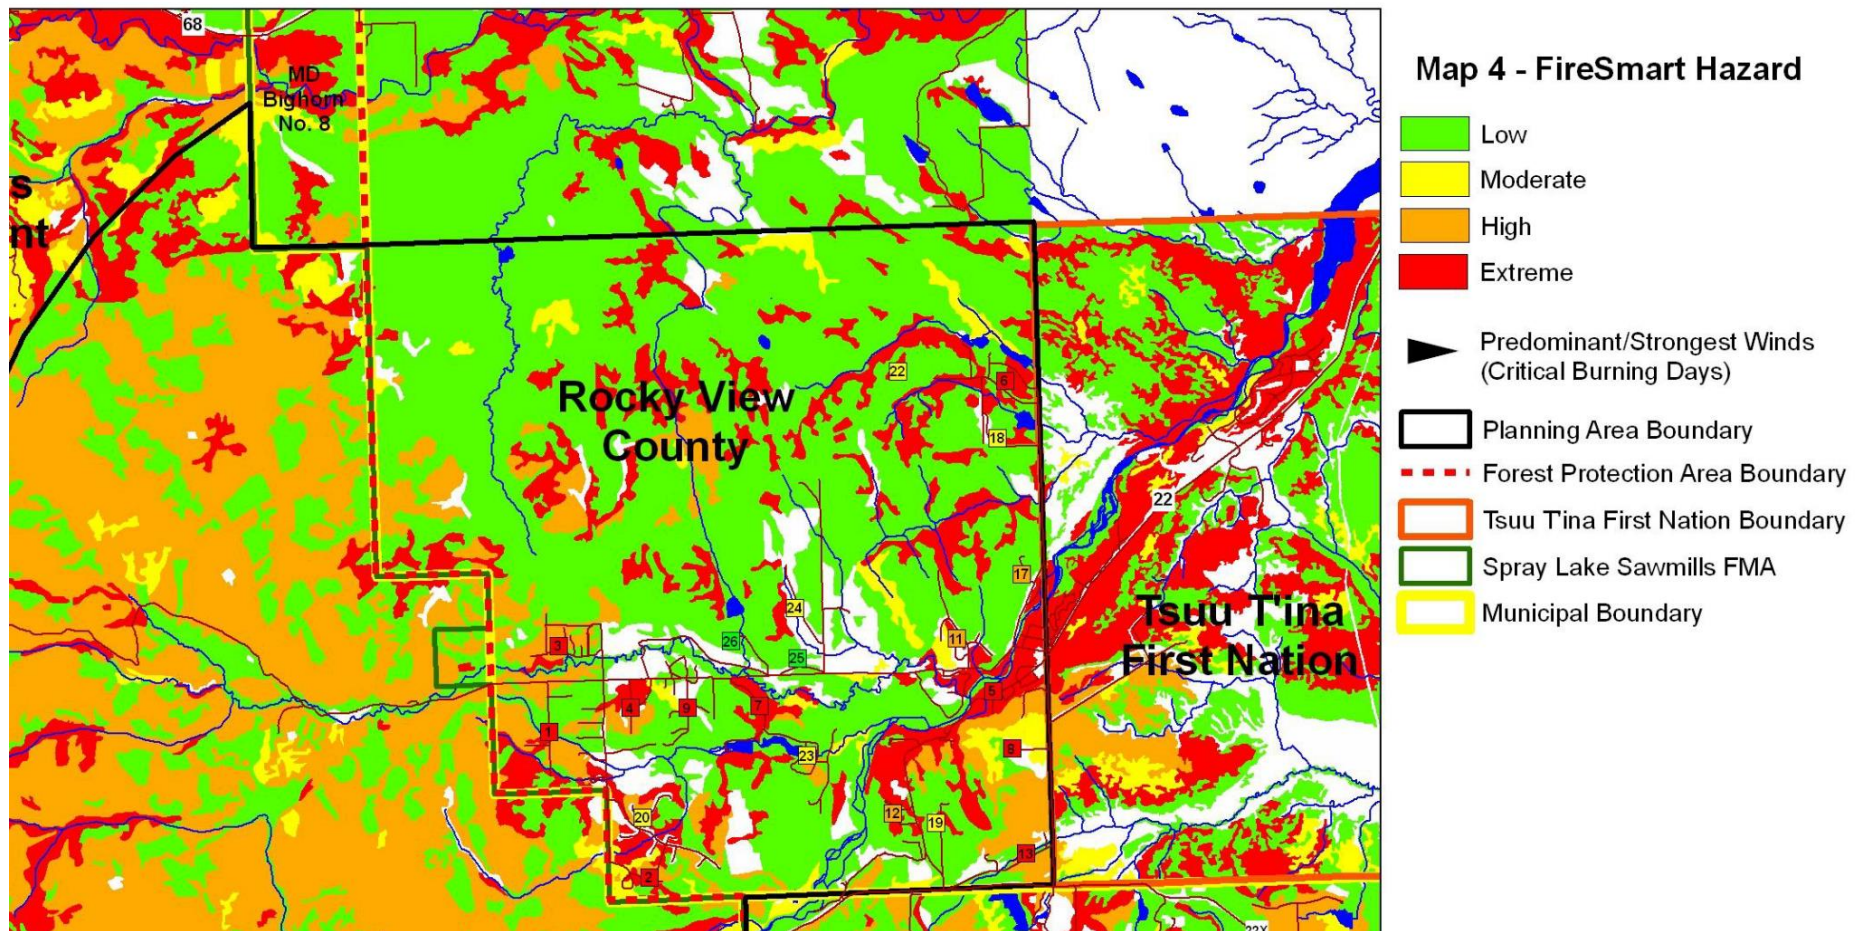 68
MD
Bighorn
No. 8
s
nt
Rocky View
County
22
6
18
22
17
Tsuu T'ina
First Nation
24
3
26
25
11
4
9
7
5
1
23
8
20
12
19
13
2
22X
Map 4 - FireSmart Hazard
Low
Moderate
High
Extreme
Predominant/Strongest Winds
(Critical Burning Days)
Planning Area Boundary
Forest Protection Area Boundary
Tsuu T'ina First Nation Boundary
Spray Lake Sawmills FMA
Municipal Boundary